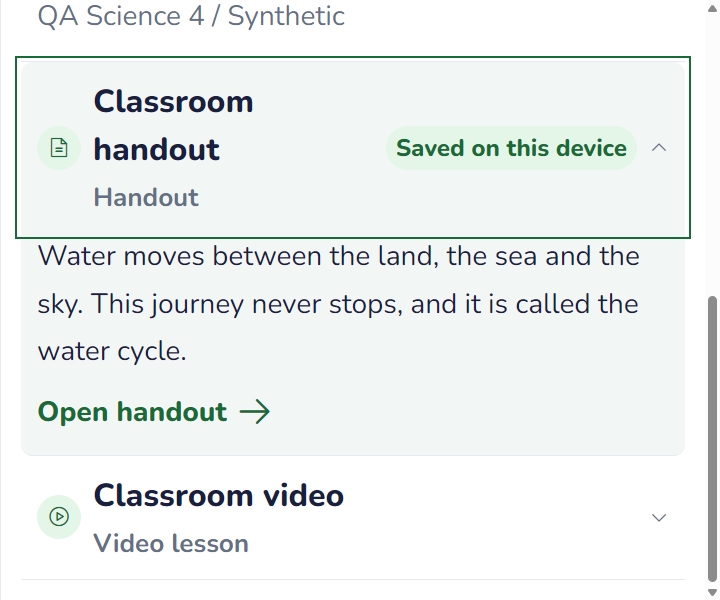 QA Science 4 / Synthetic
Classroom
handout
Handout
Saved on this device
Water moves between the land, the sea and the
sky. This journey never stops, and it is called the
water cycle.
Open handout
Classroom video
Video lesson